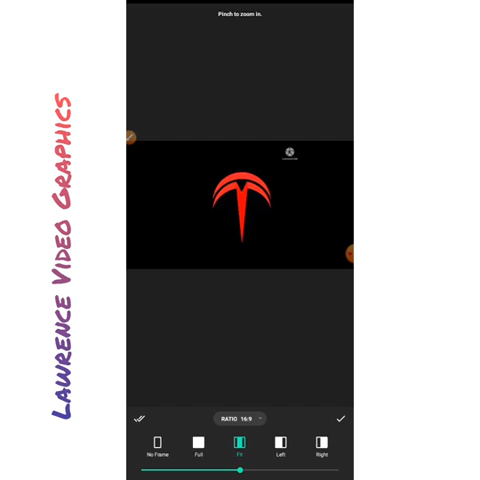 Pinch to zoom in.
LAWRENCE VIDEO GRAPHICS
RATIO 16:9
No Frame
Full
Fit
Left
Right